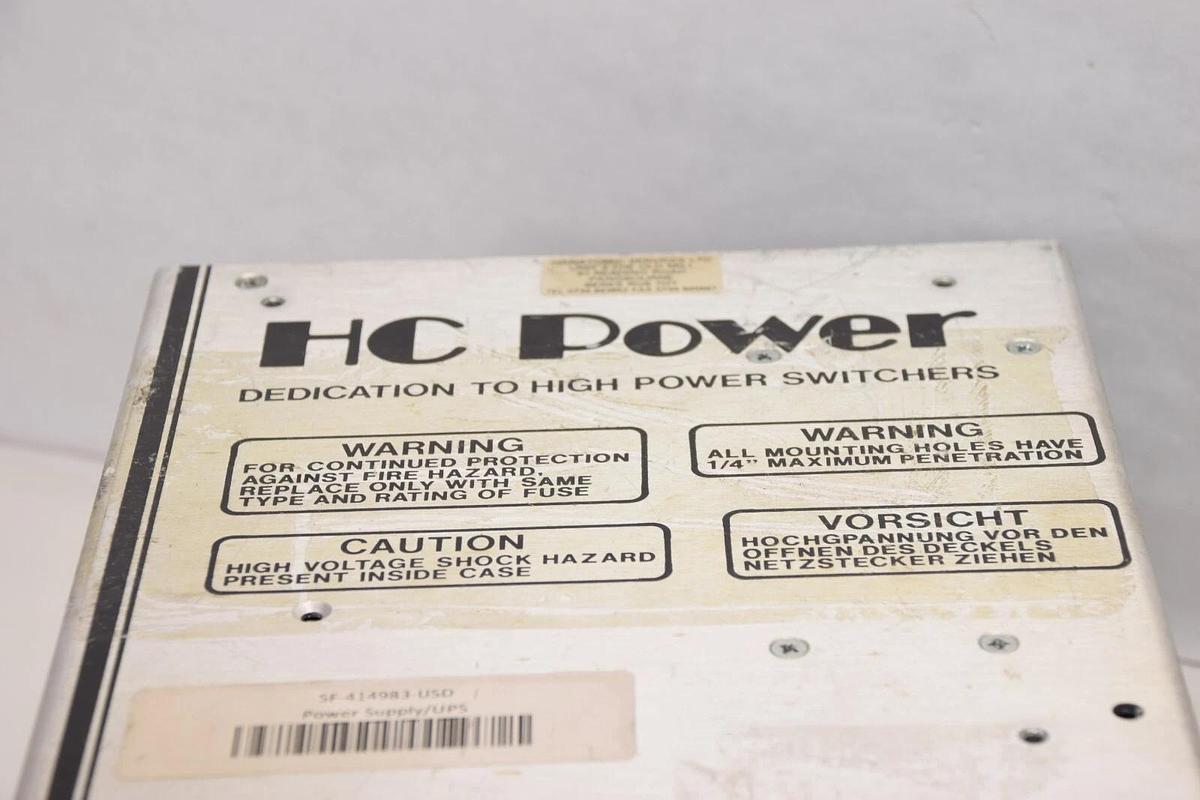 HC Power
DEDICATION TO HIGH POWER SWITCHERS
WARNING
FOR CONTINUED PROTECTION
AGAINST FIRE HAZARD,
REPLACE ONLY WITH SAME
TYPE AND RATING OF FUSE
WARNING
ALL MOUNTING HOLES HAVE
1/4" MAXIMUM PENETRATION
CAUTION
HIGH VOLTAGE SHOCK HAZARD
PRESENT INSIDE CASE
VORSICHT
HOCHGPANNUNG VOR DEN
OFFNEN DES DECKELS
NETZSTECKER ZIEHEN
SF-414983-USD
Power Supply/UPS